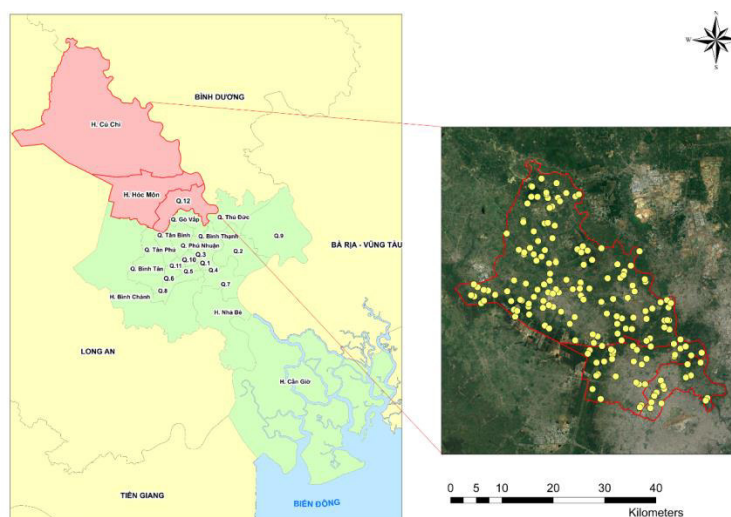 N
W
E
S
BÌNH DƯƠNG
H. Củ Chi
H. Hóc Môn
Q.12
Q. Gò Vấp
Q. Thủ Đức
Q. Tân Bình
Q. Bình Thạnh
Q.9
Q. Tân Phú
Q. Phú Nhuận
Q.3
Q.2
BÀ RỊA - VŨNG TÀU
Q.10
Q.1
Q. Bình Tân
Q.11
Q.5
Q.4
Q.6
Q.8
Q.7
H. Bình Chánh
H. Nhà Bè
LONG AN
H. Cần Giờ
TIỀN GIANG
BIỂN ĐÔNG
0 5 10 20 30 40
Kilometers